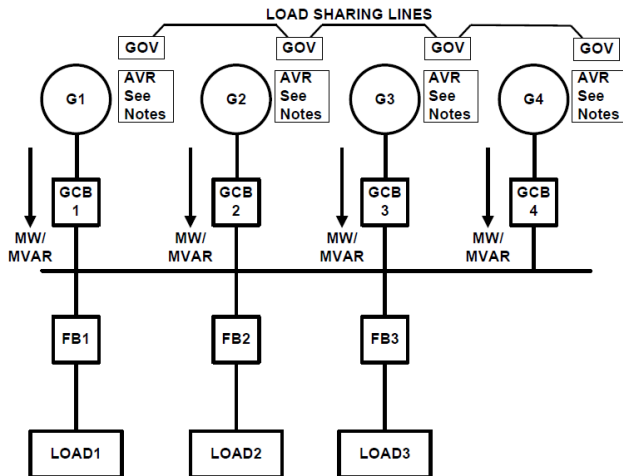 LOAD SHARING LINES
GOV GOV GOV GOV
G1 AVR See Notes G2 AVR See Notes G3 AVR See Notes G4 AVR See Notes
GCB 1 GCB 2 GCB 3 GCB 4
MW/ MVAR MW/ MVAR MW/ MVAR MW/ MVAR
FB1 FB2 FB3
LOAD1 LOAD2 LOAD3